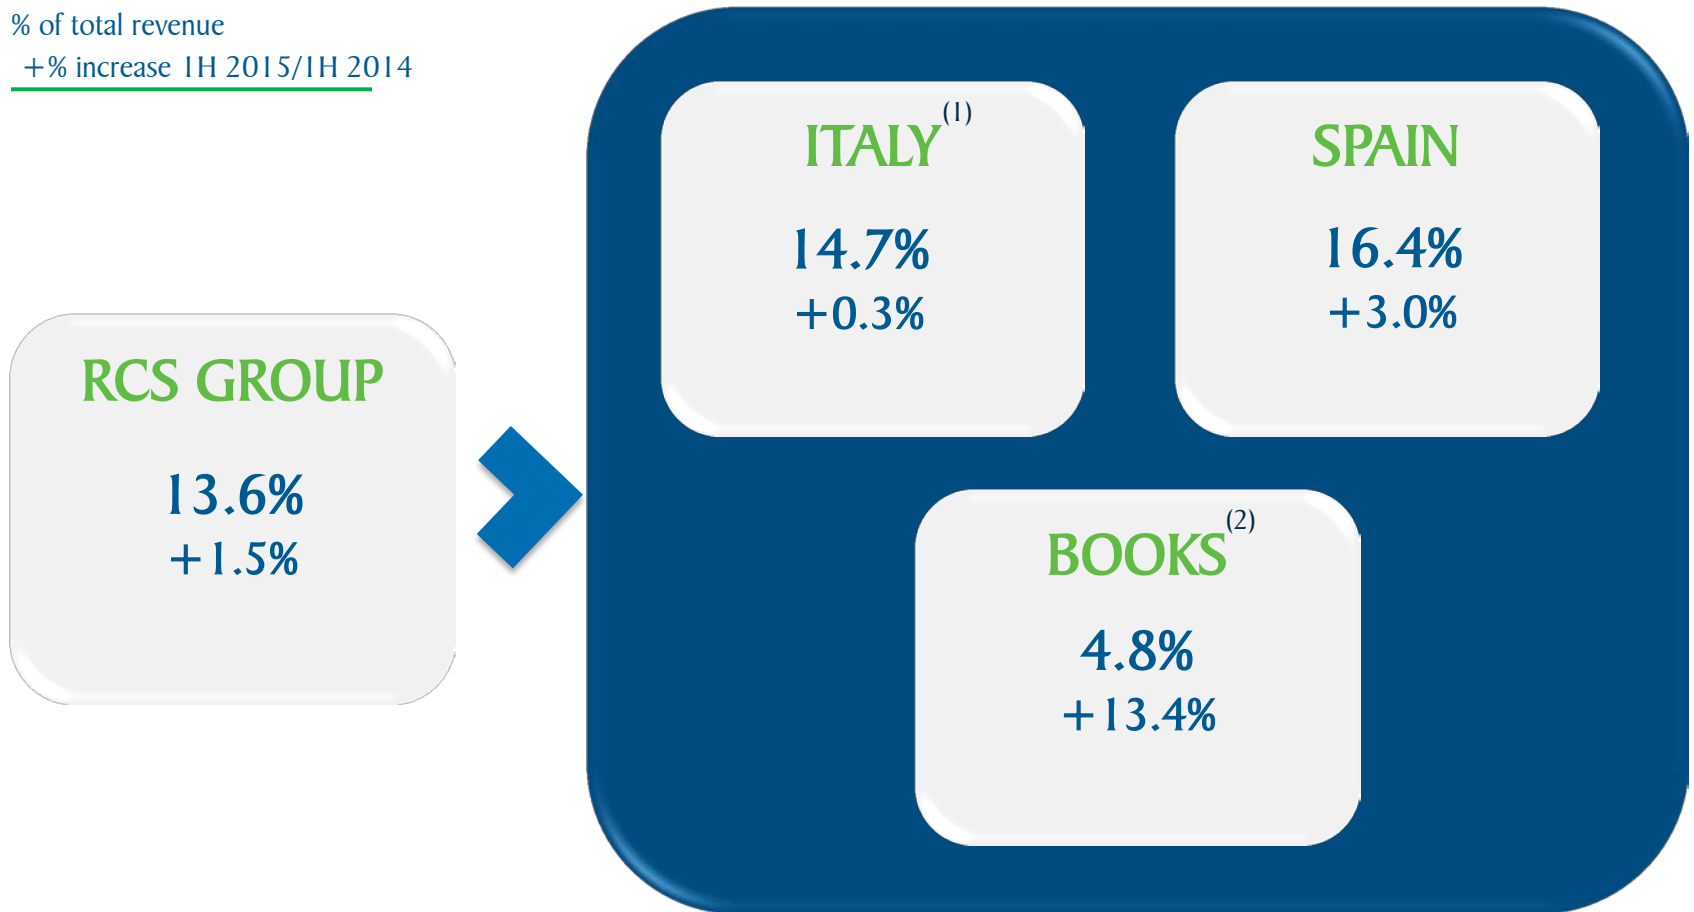 % of total revenue
+% increase 1H 2015/1H 2014
RCS GROUP
13.6%
+1.5%
ITALY(1)
14.7%
+0.3%
SPAIN
16.4%
+3.0%
BOOKS(2)
4.8%
+13.4%